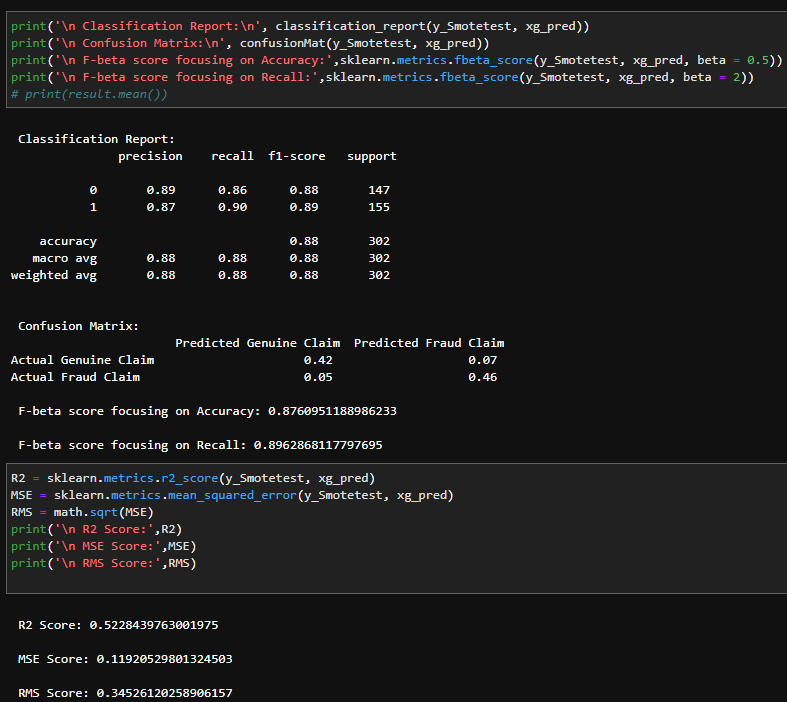 print('\n Classification Report:\n', classification_report(y_Smotetest, xg_pred))
print('\n Confusion Matrix:\n', confusionMat(y_Smotetest, xg_pred))
print('\n F-beta score focusing on Accuracy:',sklearn.metrics.fbeta_score(y_Smotetest, xg_pred, beta = 0.5))
print('\n F-beta score focusing on Recall:',sklearn.metrics.fbeta_score(y_Smotetest, xg_pred, beta = 2))
# print(result.mean())
Classification Report:
precision recall f1-score support
0 0.89 0.86 0.88 147
1 0.87 0.90 0.89 155
accuracy 0.88 302
macro avg 0.88 0.88 0.88 302
weighted avg 0.88 0.88 0.88 302
Confusion Matrix:
Predicted Genuine Claim Predicted Fraud Claim
Actual Genuine Claim 0.42 0.07
Actual Fraud Claim 0.05 0.46
F-beta score focusing on Accuracy: 0.8760951188986233
F-beta score focusing on Recall: 0.8962868117797695
R2 = sklearn.metrics.r2_score(y_Smotetest, xg_pred)
MSE = sklearn.metrics.mean_squared_error(y_Smotetest, xg_pred)
RMS = math.sqrt(MSE)
print('\n R2 Score:',R2)
print('\n MSE Score:',MSE)
print('\n RMS Score:',RMS)
R2 Score: 0.5228439763001975
MSE Score: 0.11920529801324503
RMS Score: 0.34526120258906157